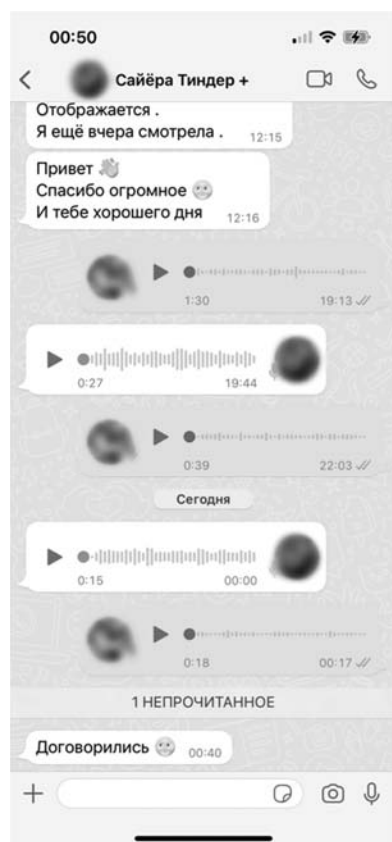 00:50
Сайёра Тиндер +
Отображается .
Я ещё вчера смотрела . 12:15
Привет 👋
Спасибо огромное 😬
И тебе хорошего дня 12:16
1:30 19:13
0:27 19:44
0:39 22:03
Сегодня
0:15 00:00
0:18 00:17
1 НЕПРОЧИТАННОЕ
Договорились 😬 00:40